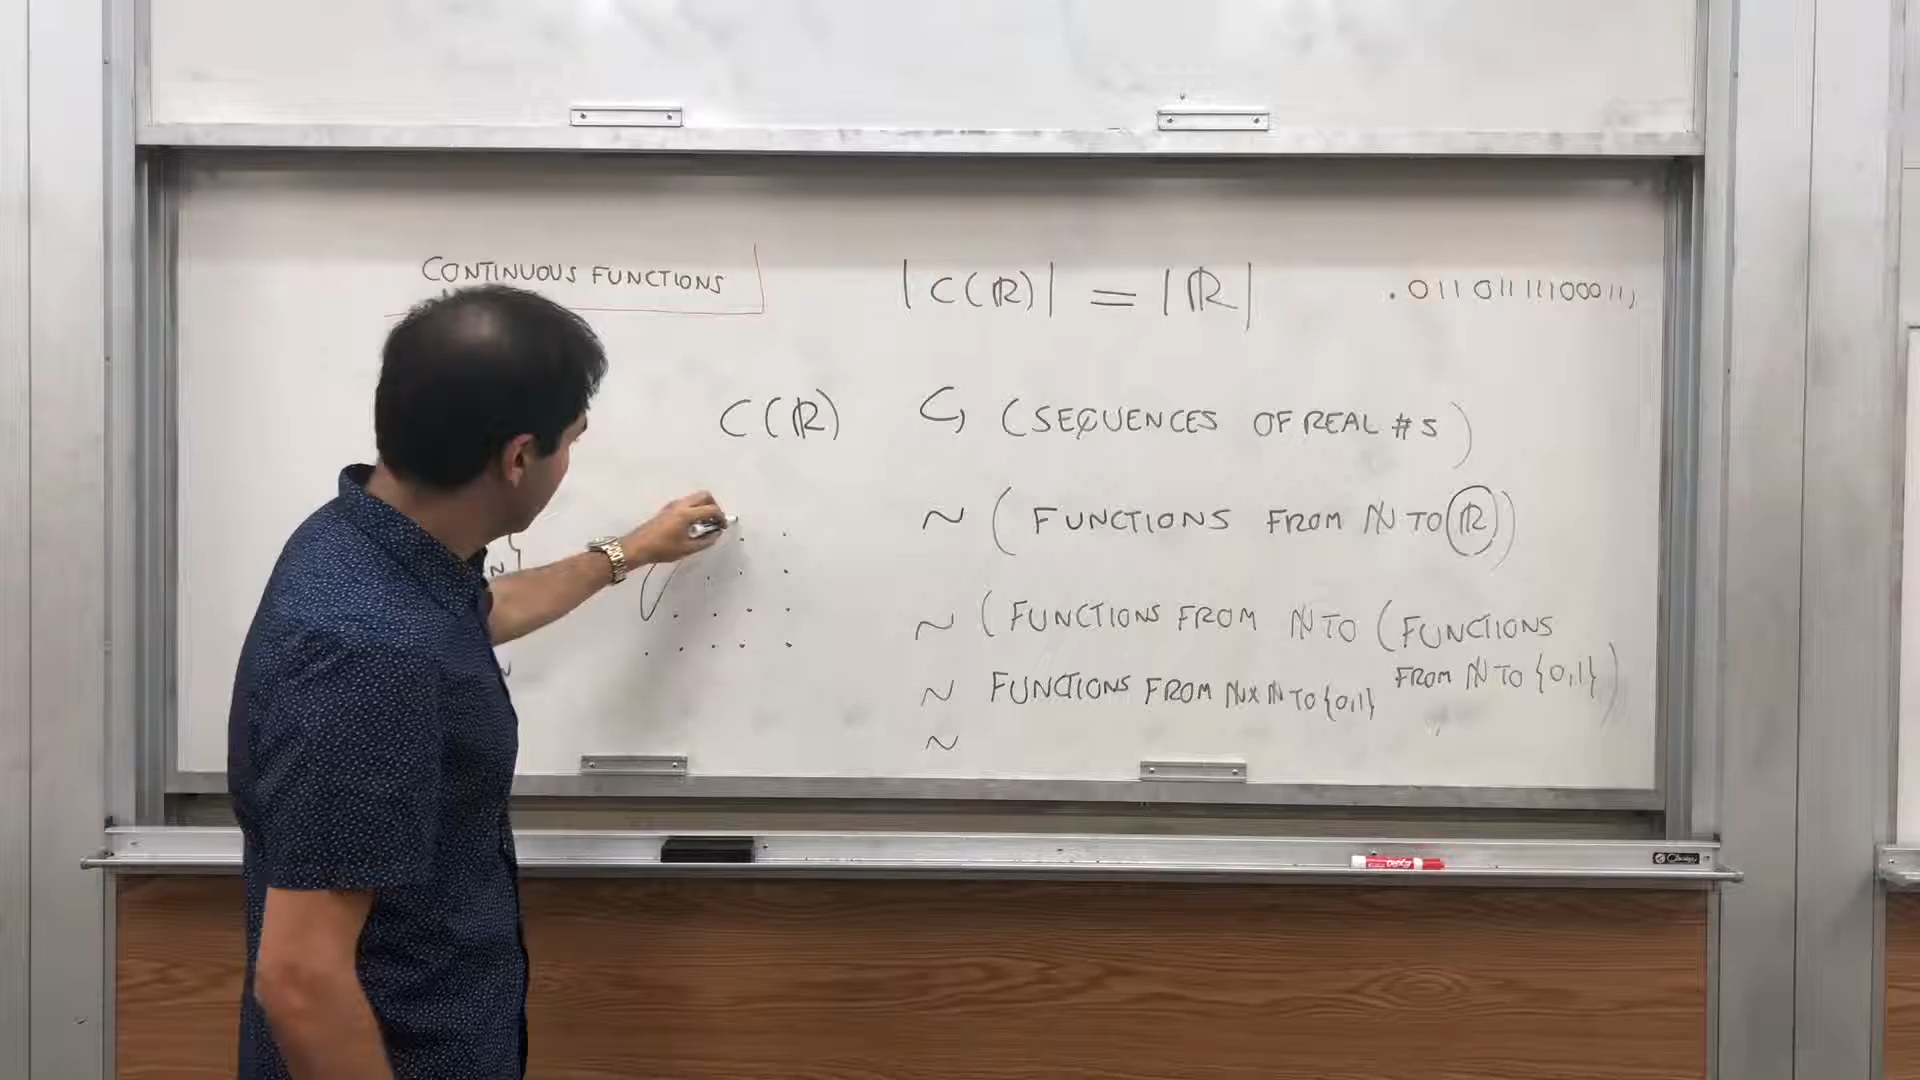 CONTINUOUS FUNCTIONS
|C(ℝ)| = |ℝ|
.01101111100011
C(ℝ) ↪ (SEQUENCES OF REAL #S)
~ (FUNCTIONS FROM ℕ TO ℝ)
~ (FUNCTIONS FROM ℕ TO (FUNCTIONS
FROM ℕ TO {0,1})
~ FUNCTIONS FROM ℕ×ℕ TO {0,1}
~